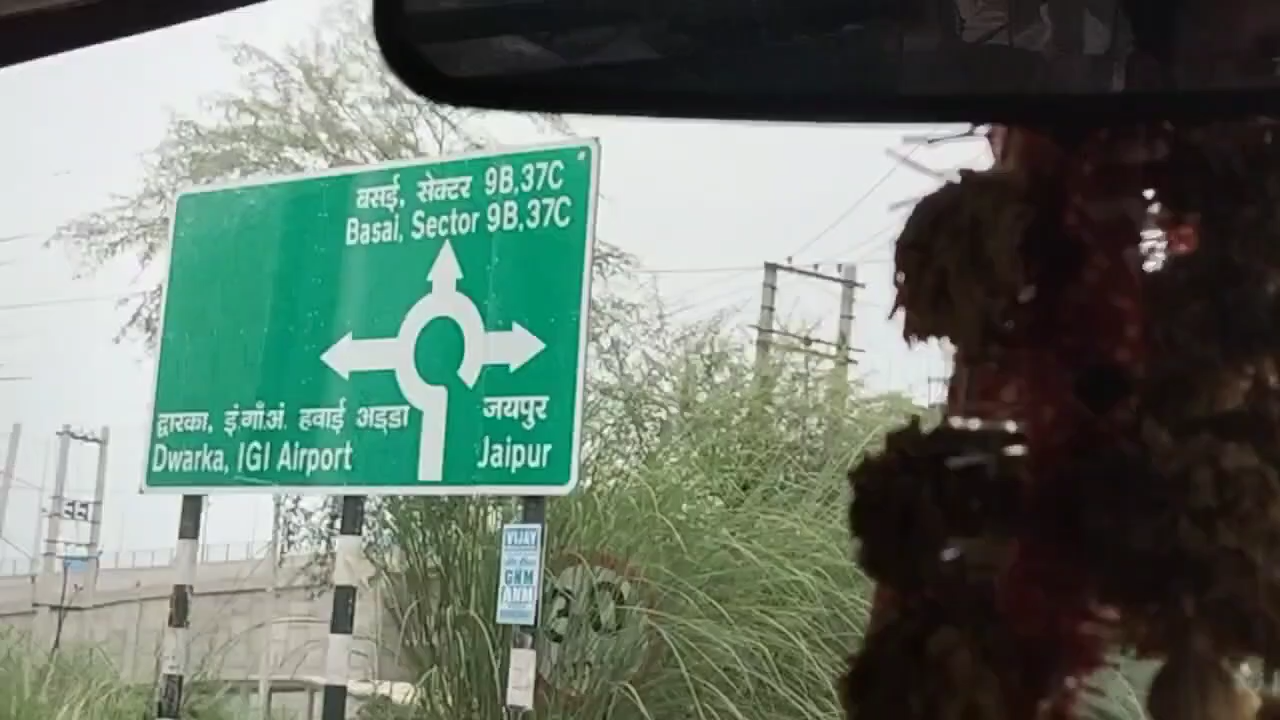 बसई, सेक्टर 9B,37C
Basai, Sector 9B,37C
द्वारका, इं.गाँ.अं. हवाई अड्डा
Dwarka, IGI Airport
जयपुर
Jaipur
VIJAY
GNM
ANM